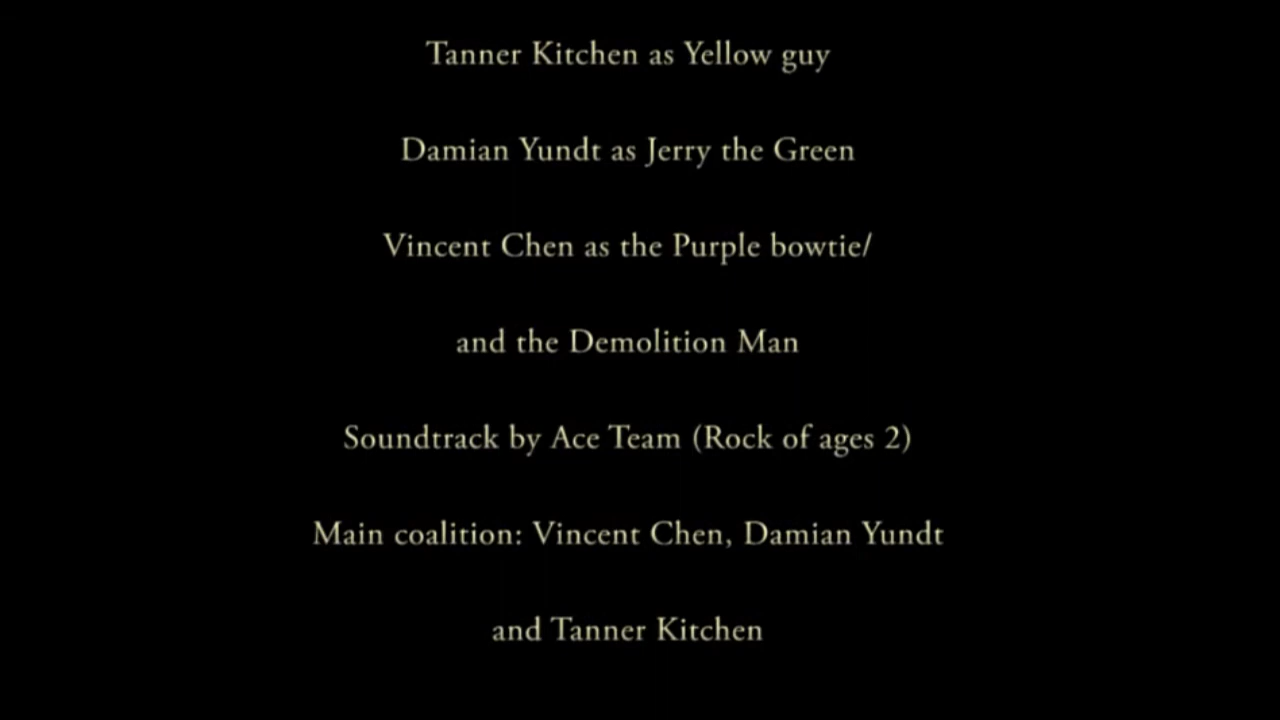 Tanner Kitchen as Yellow guy
Damian Yundt as Jerry the Green
Vincent Chen as the Purple bowtie/
and the Demolition Man
Soundtrack by Ace Team (Rock of ages 2)
Main coalition: Vincent Chen, Damian Yundt
and Tanner Kitchen